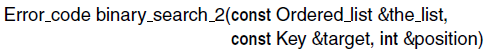 Error_code binary_search_2(const Ordered_list &the_list,
const Key &target, int &position)